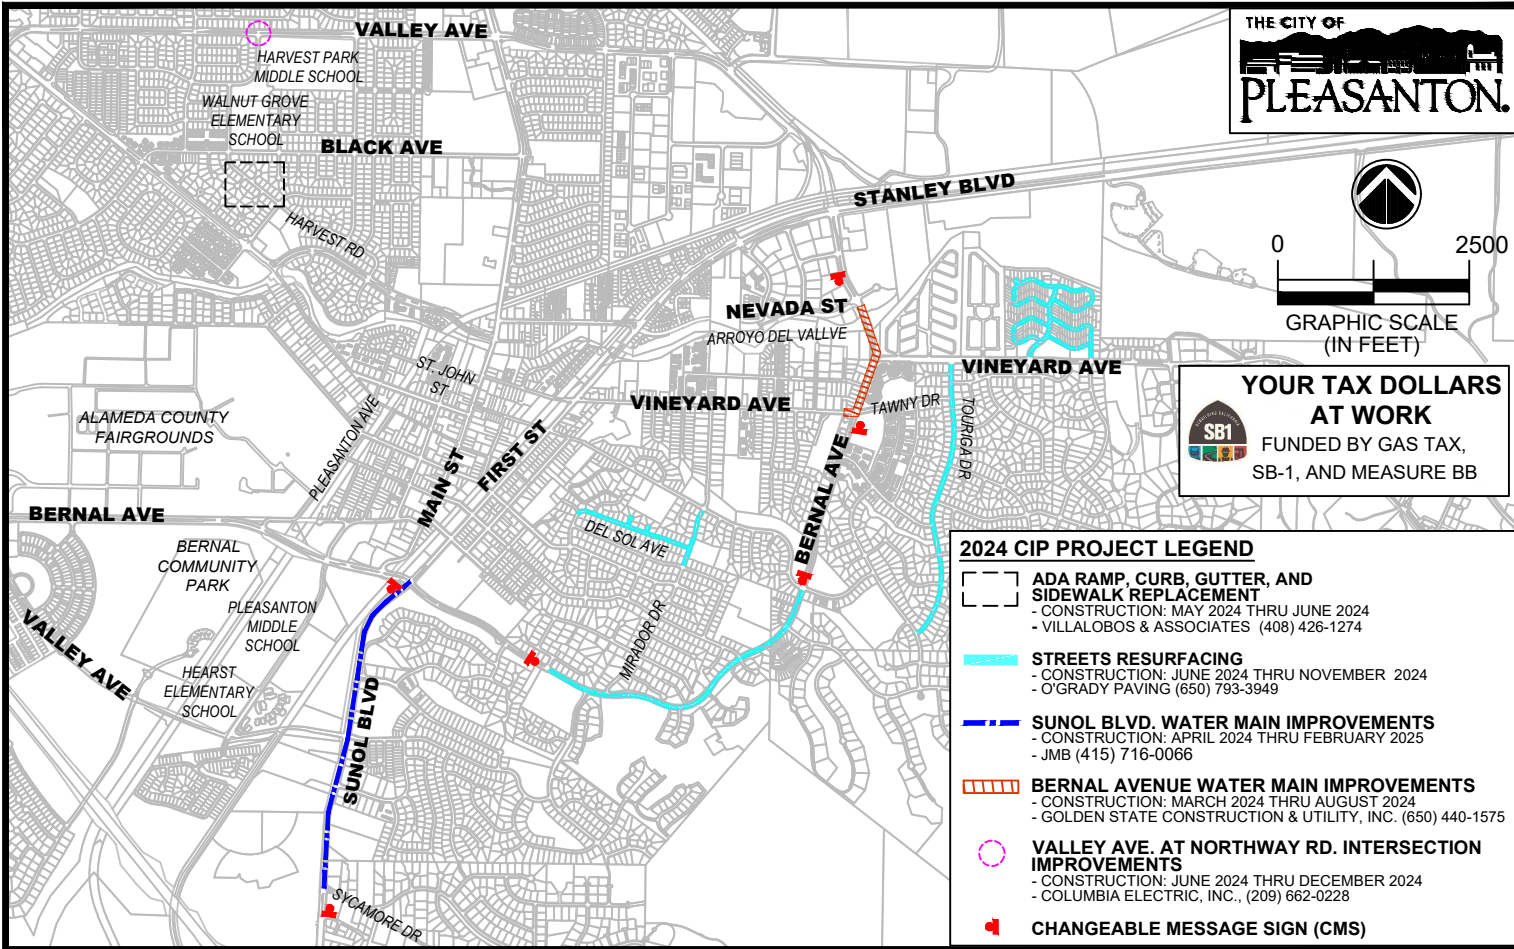 THE CITY OF
PLEASANTON.
VALLEY AVE
HARVEST PARK
MIDDLE SCHOOL
WALNUT GROVE
ELEMENTARY
SCHOOL
BLACK AVE
HARVEST RD
STANLEY BLVD
0 2500
GRAPHIC SCALE
(IN FEET)
NEVADA ST
ARROYO DEL VALLVE
VINEYARD AVE
ST. JOHN
ST
VINEYARD AVE
TAWNY DR
TOURIGA DR
ALAMEDA COUNTY
FAIRGROUNDS
PLEASANTON AVE
MAIN ST
FIRST ST
BERNAL AVE
BERNAL AVE
DEL SOL AVE
MIRADOR DR
BERNAL
COMMUNITY
PARK
PLEASANTON
MIDDLE
SCHOOL
VALLEY AVE
HEARST
ELEMENTARY
SCHOOL
SUNOL BLVD
SYCAMORE DR
YOUR TAX DOLLARS
AT WORK
FUNDED BY GAS TAX,
SB-1, AND MEASURE BB
SB1
2024 CIP PROJECT LEGEND
ADA RAMP, CURB, GUTTER, AND
SIDEWALK REPLACEMENT
- CONSTRUCTION: MAY 2024 THRU JUNE 2024
- VILLALOBOS & ASSOCIATES (408) 426-1274
STREETS RESURFACING
- CONSTRUCTION: JUNE 2024 THRU NOVEMBER 2024
- O'GRADY PAVING (650) 793-3949
SUNOL BLVD. WATER MAIN IMPROVEMENTS
- CONSTRUCTION: APRIL 2024 THRU FEBRUARY 2025
- JMB (415) 716-0066
BERNAL AVENUE WATER MAIN IMPROVEMENTS
- CONSTRUCTION: MARCH 2024 THRU AUGUST 2024
- GOLDEN STATE CONSTRUCTION & UTILITY, INC. (650) 440-1575
VALLEY AVE. AT NORTHWAY RD. INTERSECTION
IMPROVEMENTS
- CONSTRUCTION: JUNE 2024 THRU DECEMBER 2024
- COLUMBIA ELECTRIC, INC., (209) 662-0228
CHANGEABLE MESSAGE SIGN (CMS)